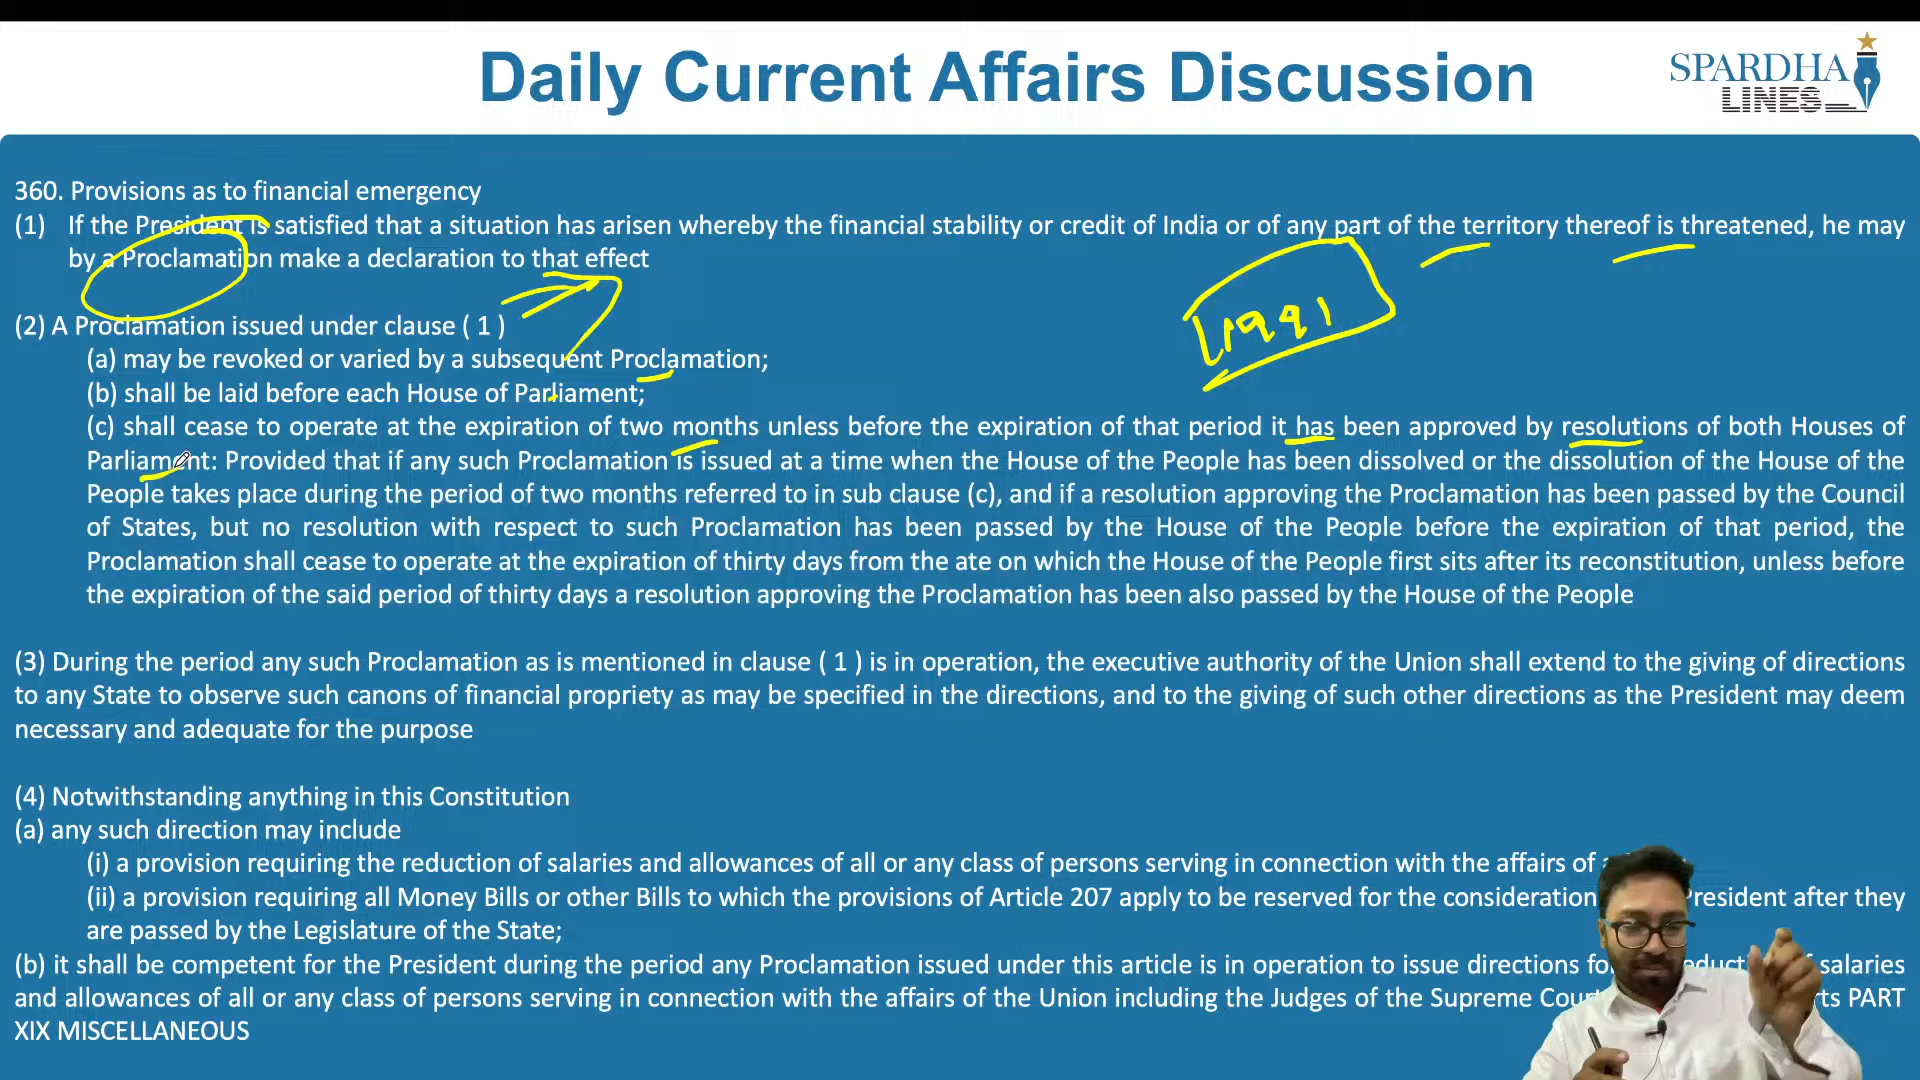 Daily Current Affairs Discussion
SPARDHA
LINES
360. Provisions as to financial emergency
(1) If the President is satisfied that a situation has arisen whereby the financial stability or credit of India or of any part of the territory thereof is threatened, he may
by a Proclamation make a declaration to that effect
1991
(2) A Proclamation issued under clause ( 1 )
(a) may be revoked or varied by a subsequent Proclamation;
(b) shall be laid before each House of Parliament;
(c) shall cease to operate at the expiration of two months unless before the expiration of that period it has been approved by resolutions of both Houses of
Parliament: Provided that if any such Proclamation is issued at a time when the House of the People has been dissolved or the dissolution of the House of the
People takes place during the period of two months referred to in sub clause (c), and if a resolution approving the Proclamation has been passed by the Council
of States, but no resolution with respect to such Proclamation has been passed by the House of the People before the expiration of that period, the
Proclamation shall cease to operate at the expiration of thirty days from the ate on which the House of the People first sits after its reconstitution, unless before
the expiration of the said period of thirty days a resolution approving the Proclamation has been also passed by the House of the People
(3) During the period any such Proclamation as is mentioned in clause ( 1 ) is in operation, the executive authority of the Union shall extend to the giving of directions
to any State to observe such canons of financial propriety as may be specified in the directions, and to the giving of such other directions as the President may deem
necessary and adequate for the purpose
(4) Notwithstanding anything in this Constitution
(a) any such direction may include
(i) a provision requiring the reduction of salaries and allowances of all or any class of persons serving in connection with the affairs of
(ii) a provision requiring all Money Bills or other Bills to which the provisions of Article 207 apply to be reserved for the consideration President after they
are passed by the Legislature of the State;
(b) it shall be competent for the President during the period any Proclamation issued under this article is in operation to issue directions salaries
and allowances of all or any class of persons serving in connection with the affairs of the Union including the Judges of the Supreme PART
XIX MISCELLANEOUS